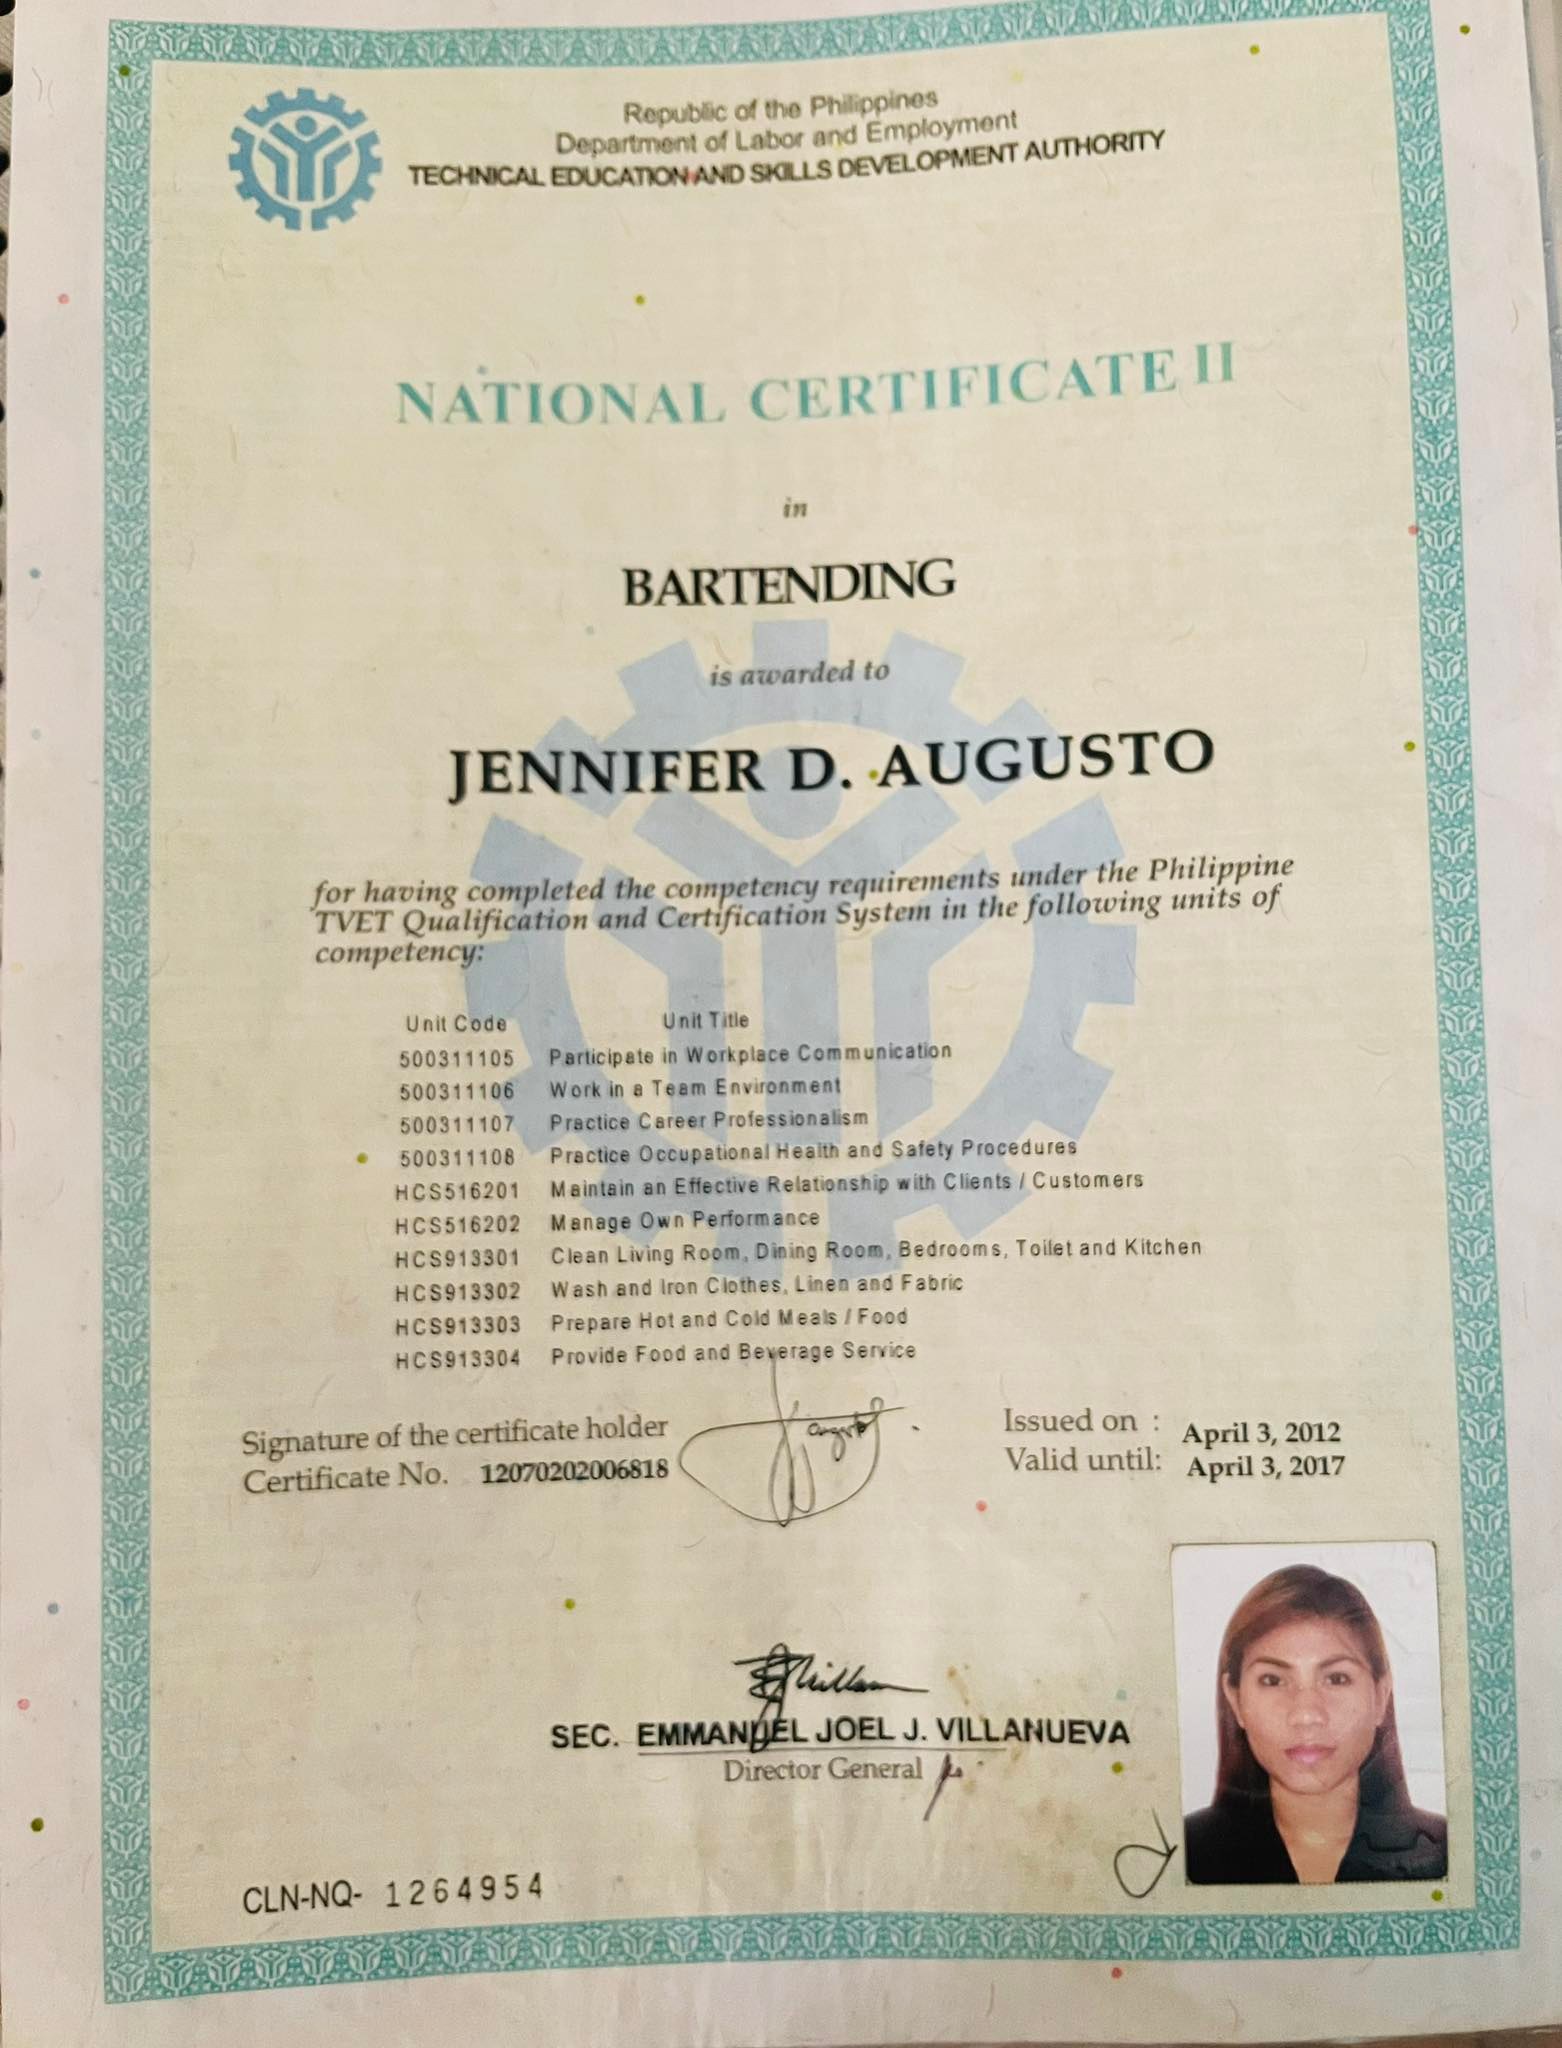 Republic of the Philippines
Department of Labor and Employment
TECHNICAL EDUCATION AND SKILLS DEVELOPMENT AUTHORITY
NATIONAL CERTIFICATE II
in
BARTENDING
is awarded to
JENNIFER D. AUGUSTO
for having completed the competency requirements under the Philippine
TVET Qualification and Certification System in the following units of
competency:
Unit Code Unit Title
500311105 Participate in Workplace Communication
500311106 Work in a Team Environment
500311107 Practice Career Professionalism
500311108 Practice Occupational Health and Safety Procedures
HCS516201 Maintain an Effective Relationship with Clients / Customers
HCS516202 Manage Own Performance
HCS913301 Clean Living Room, Dining Room, Bedrooms, Toilet and Kitchen
HCS913302 Wash and Iron Clothes, Linen and Fabric
HCS913303 Prepare Hot and Cold Meals / Food
HCS913304 Provide Food and Beverage Service
Signature of the certificate holder
Certificate No. 12070202006818
Issued on : April 3, 2012
Valid until: April 3, 2017
SEC. EMMANUEL JOEL J. VILLANUEVA
Director General
CLN-NQ- 1264954